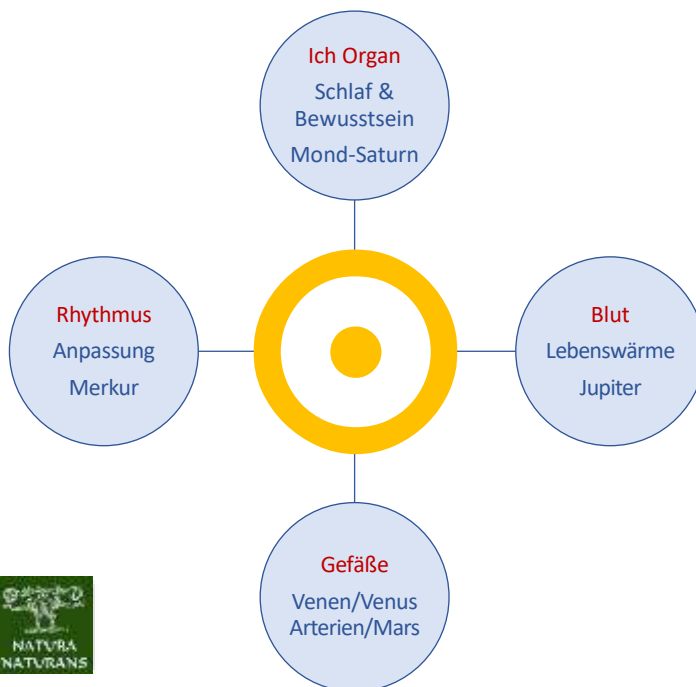 Ich Organ
Schlaf &
Bewusstsein
Mond-Saturn
Rhythmus
Anpassung
Merkur
Blut
Lebenswärme
Jupiter
Gefäße
Venen/Venus
Arterien/Mars
NATURA
NATURANS